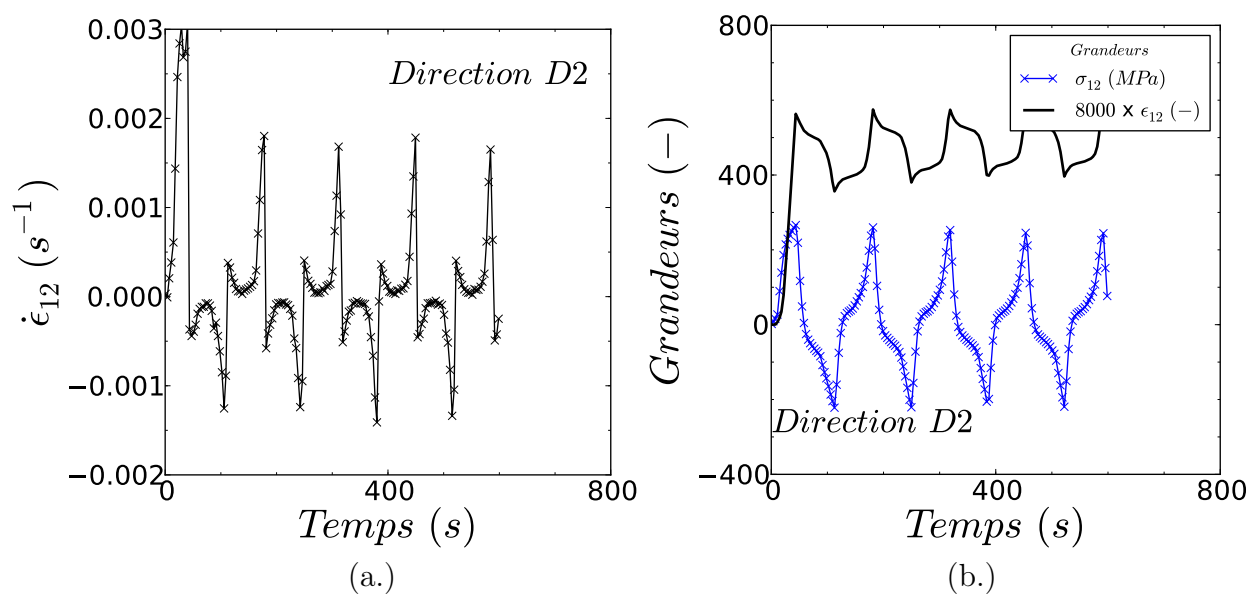 0.003
0.002
0.001
0.000
−0.001
−0.002
0 400 800
Direction D2
ϵ̇₁₂ (s⁻¹)
Temps (s)
(a.)
800
400
0
−400
0 400 800
Grandeurs
σ₁₂ (MPa)
8000 x ϵ₁₂ (−)
Direction D2
Grandeurs (−)
Temps (s)
(b.)